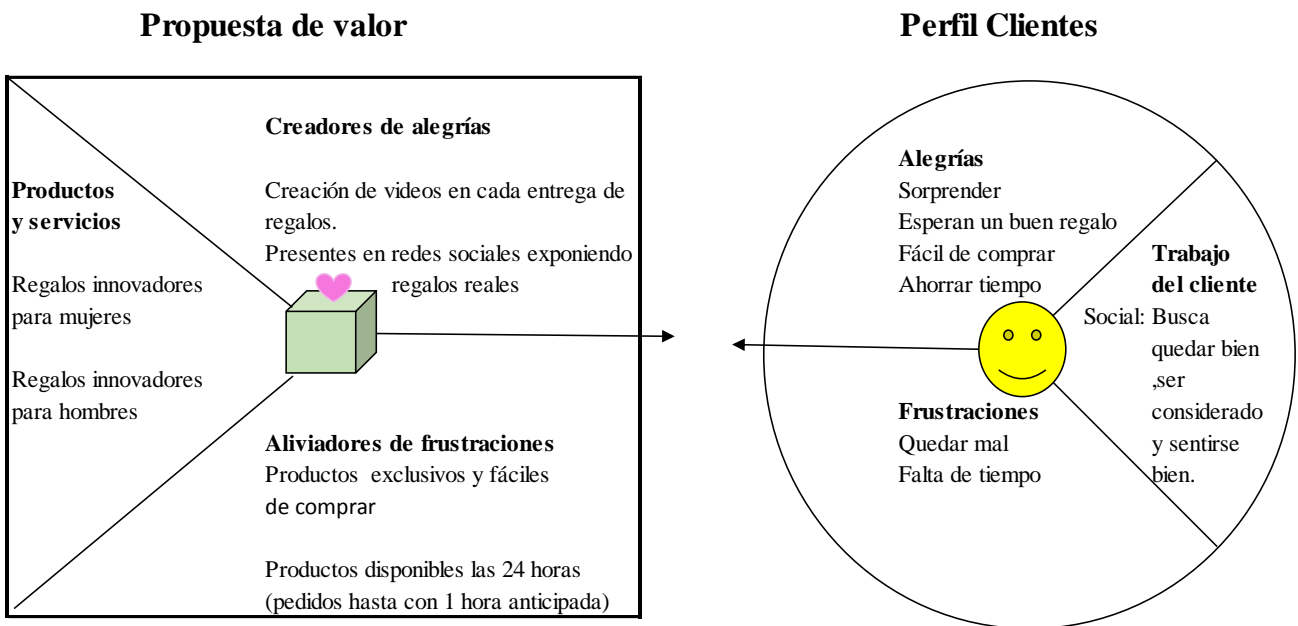 Propuesta de valor
Perfil Clientes
Productos
y servicios
Regalos innovadores
para mujeres
Regalos innovadores
para hombres
Creadores de alegrías
Creación de videos en cada entrega de
regalos.
Presentes en redes sociales exponiendo
regalos reales
Aliviadores de frustraciones
Productos exclusivos y fáciles
de comprar
Productos disponibles las 24 horas
(pedidos hasta con 1 hora anticipada)
Alegrías
Sorprender
Esperan un buen regalo
Fácil de comprar
Ahorrar tiempo
Frustraciones
Quedar mal
Falta de tiempo
Trabajo
del cliente
Social: Busca
quedar bien
,ser
considerado
y sentirse
bien.